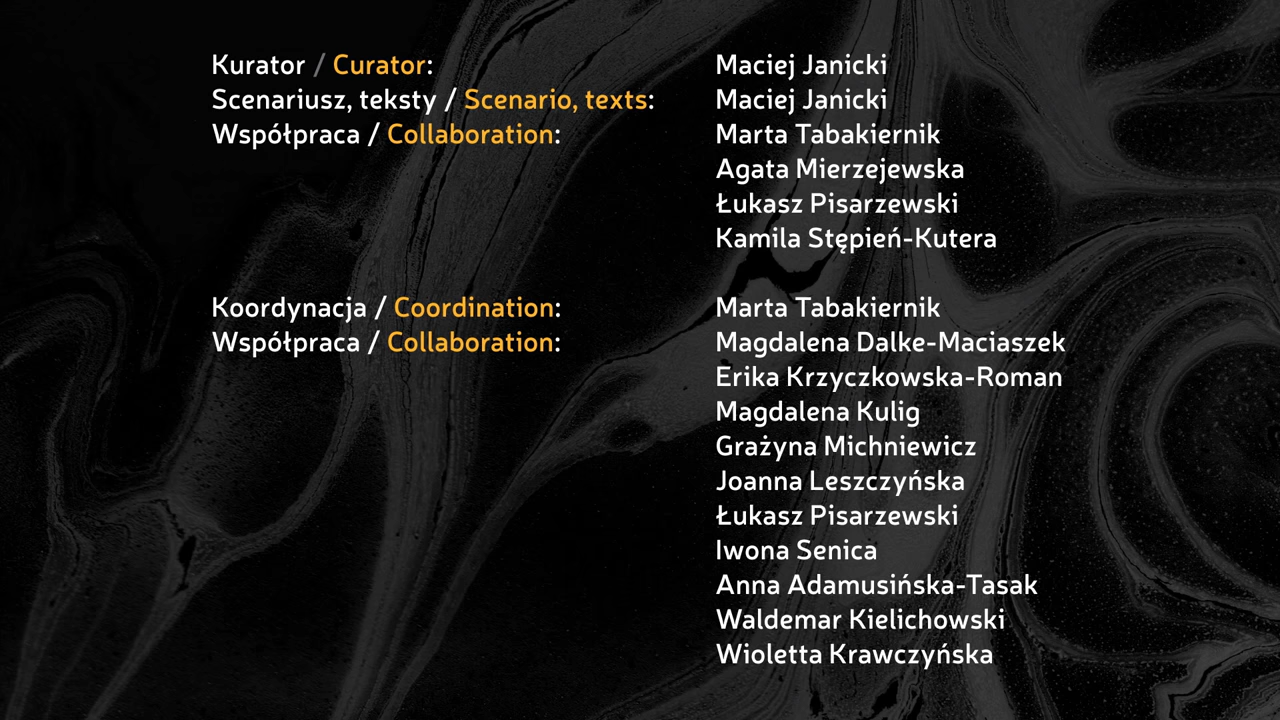 Kurator / Curator: Maciej Janicki
Scenariusz, teksty / Scenario, texts: Maciej Janicki
Współpraca / Collaboration: Marta Tabakiernik
Agata Mierzejewska
Łukasz Pisarzewski
Kamila Stępień-Kutera
Koordynacja / Coordination: Marta Tabakiernik
Współpraca / Collaboration: Magdalena Dalke-Maciaszek
Erika Krzyczkowska-Roman
Magdalena Kulig
Grażyna Michniewicz
Joanna Leszczyńska
Łukasz Pisarzewski
Iwona Senica
Anna Adamusińska-Tasak
Waldemar Kielichowski
Wioletta Krawczyńska